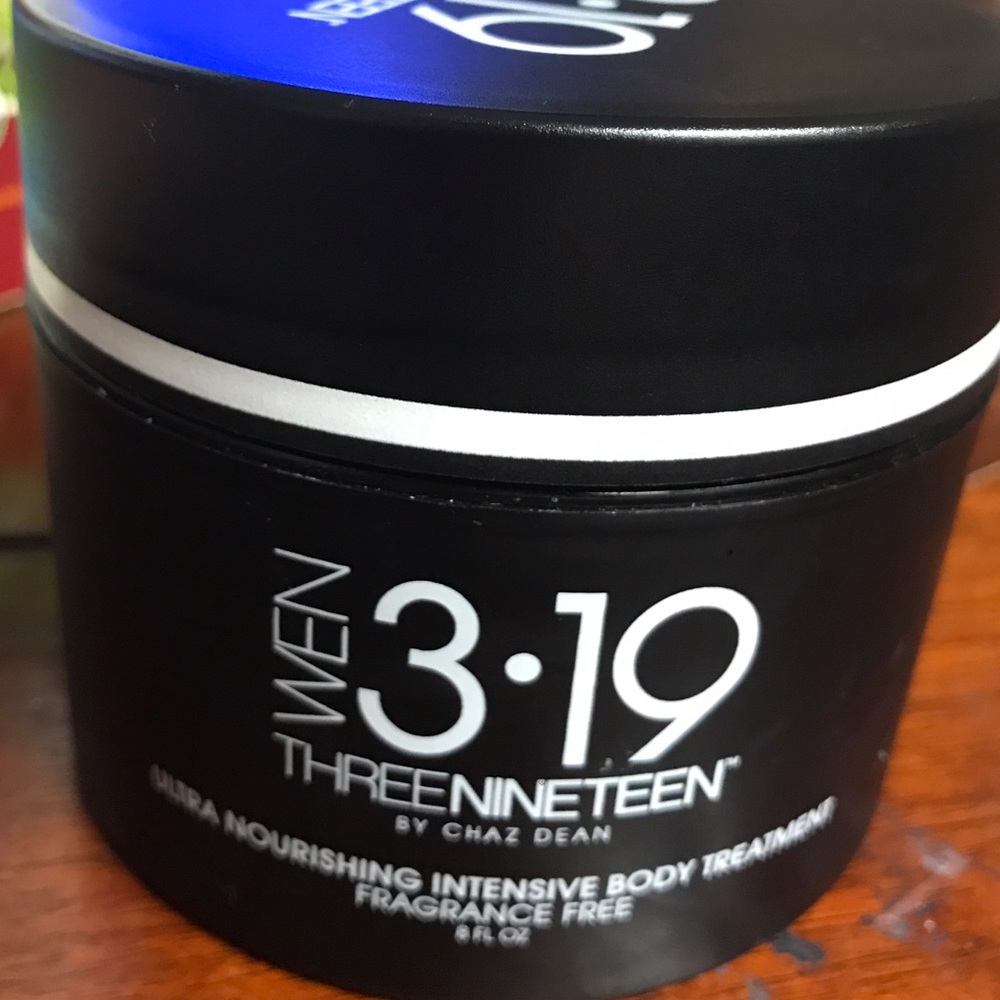 WEN
3·19
THREENINETEEN™
BY CHAZ DEAN
ULTRA NOURISHING INTENSIVE BODY TREATMENT
FRAGRANCE FREE
8 FL OZ